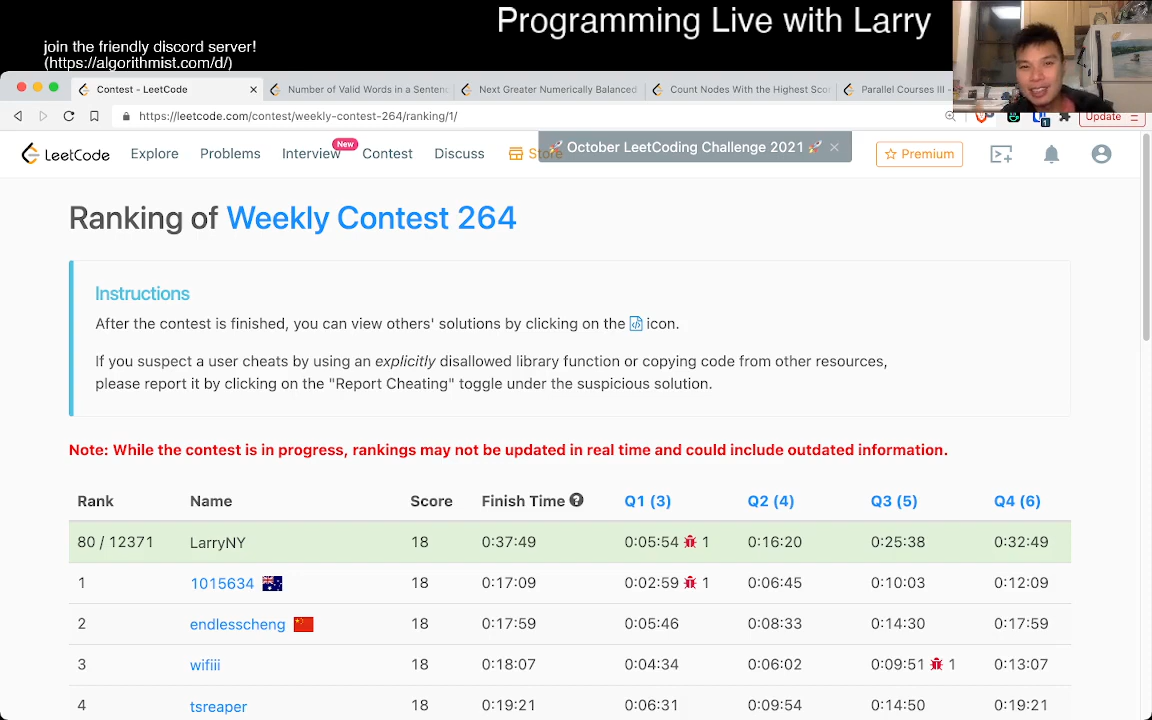 Programming Live with Larry
join the friendly discord server!
(https://algorithmist.com/d/)
Contest - LeetCode
Number of Valid Words in a Sentenc
Next Greater Numerically Balanced
Count Nodes With the Highest Scor
Parallel Courses III -
https://leetcode.com/contest/weekly-contest-264/ranking/1/
Update
LeetCode
Explore
Problems
Interview
New
Contest
Discuss
Store
🚀 October LeetCoding Challenge 2021 🚀
Premium
Ranking of Weekly Contest 264
Instructions
After the contest is finished, you can view others' solutions by clicking on the icon.
If you suspect a user cheats by using an explicitly disallowed library function or copying code from other resources,
please report it by clicking on the "Report Cheating" toggle under the suspicious solution.
Note: While the contest is in progress, rankings may not be updated in real time and could include outdated information.
Rank Name Score Finish Time Q1 (3) Q2 (4) Q3 (5) Q4 (6)
80 / 12371 LarryNY 18 0:37:49 0:05:54 1 0:16:20 0:25:38 0:32:49
1 1015634 18 0:17:09 0:02:59 1 0:06:45 0:10:03 0:12:09
2 endlesscheng 18 0:17:59 0:05:46 0:08:33 0:14:30 0:17:59
3 wifiii 18 0:18:07 0:04:34 0:06:02 0:09:51 1 0:13:07
4 tsreaper 18 0:19:21 0:06:31 0:09:54 0:14:50 0:19:21